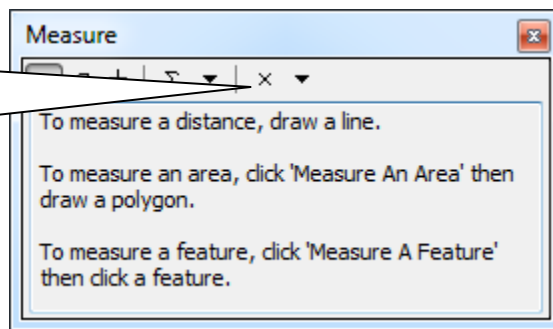 Measure
To measure a distance, draw a line.
To measure an area, click 'Measure An Area' then
draw a polygon.
To measure a feature, click 'Measure A Feature'
then click a feature.